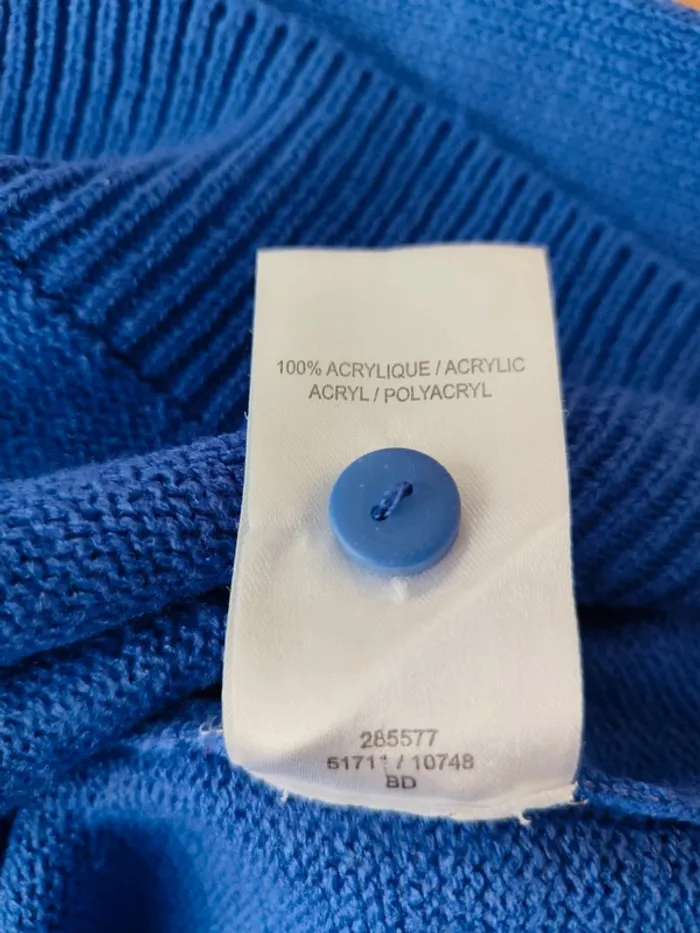 100% ACRYLIQUE / ACRYLIC
ACRYL / POLYACRYL
285577
51711 / 10748
BD